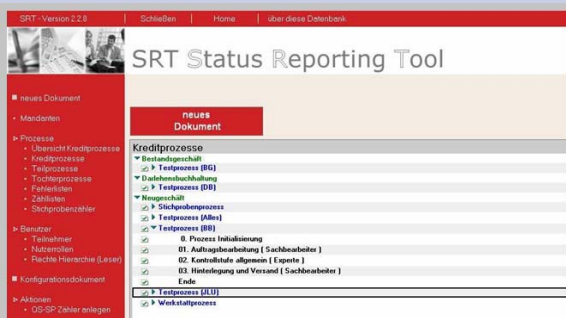 SRT - Version 2.2.8
Schließen
Home
über diese Datenbank
SRT Status Reporting Tool
neues Dokument
Mandanten
Prozesse
Übersicht Kreditprozesse
Kreditprozesse
Teilprozesse
Tochterprozesse
Fehlerlisten
Zähllisten
Stichprobenzähler
Benutzer
Teilnehmer
Nutzerrollen
Rechte Hierarchie (Leser)
Konfigurationsdokument
Aktionen
QS-SP Zähler anlegen
neues
Dokument
Kreditprozesse
Bestandsgeschäft
Testprozess (BG)
Darlehensbuchhaltung
Testprozess (DB)
Neugeschäft
Stichprobenprozess
Testprozess (Alles)
Testprozess (BB)
0. Prozess Initialisierung
01. Auftragsbearbeitung ( Sachbearbeiter )
02. Kontrollstufe allgemein ( Experte )
03. Hinterlegung und Versand ( Sachbearbeiter )
Ende
Testprozess (JLU)
Werkstattprozess